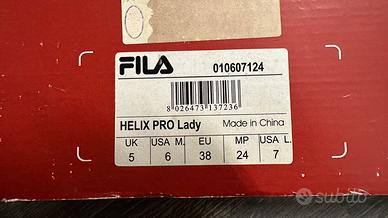 FILA 010607124
8 026473 137236
HELIX PRO Lady Made in China
UK USA M. EU MP USA L.
5 6 38 24 7
subito